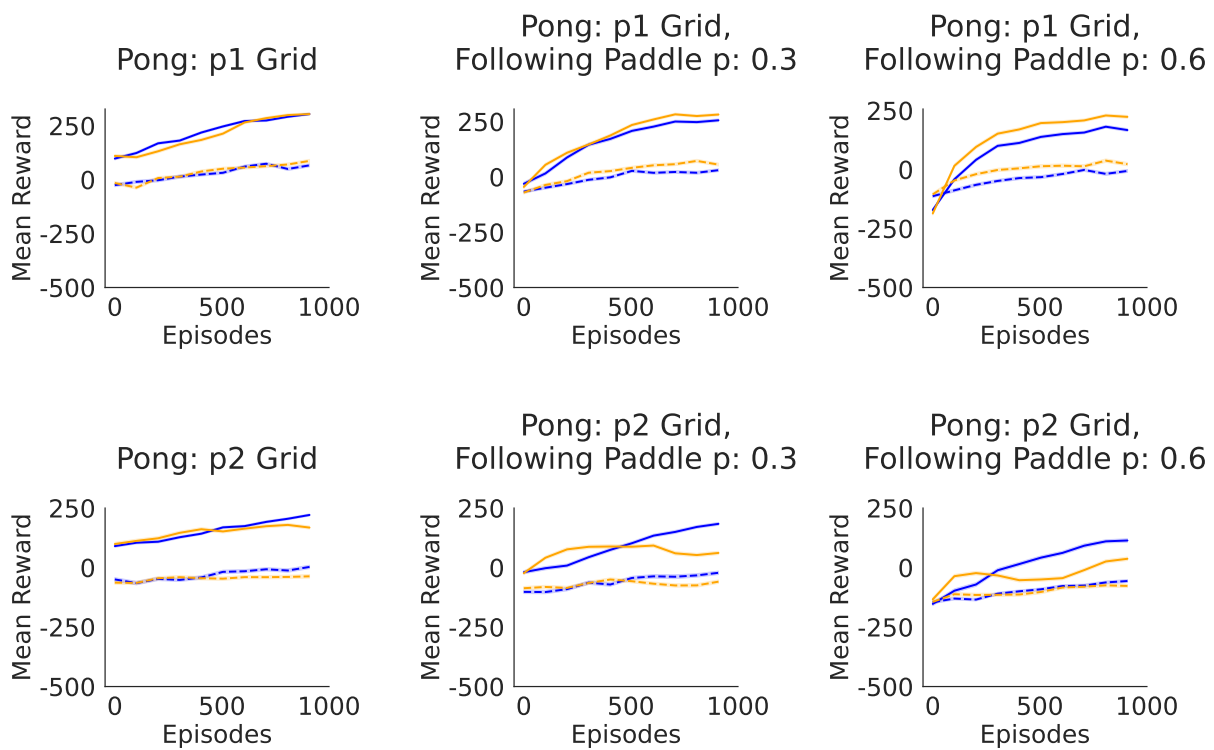 Pong: p1 Grid
250
0
-250
-500
0 500 1000
Mean Reward
Episodes
Pong: p1 Grid,
Following Paddle p: 0.3
250
0
-250
-500
0 500 1000
Mean Reward
Episodes
Pong: p1 Grid,
Following Paddle p: 0.6
250
0
-250
-500
0 500 1000
Mean Reward
Episodes
Pong: p2 Grid
250
0
-250
-500
0 500 1000
Mean Reward
Episodes
Pong: p2 Grid,
Following Paddle p: 0.3
250
0
-250
-500
0 500 1000
Mean Reward
Episodes
Pong: p2 Grid,
Following Paddle p: 0.6
250
0
-250
-500
0 500 1000
Mean Reward
Episodes